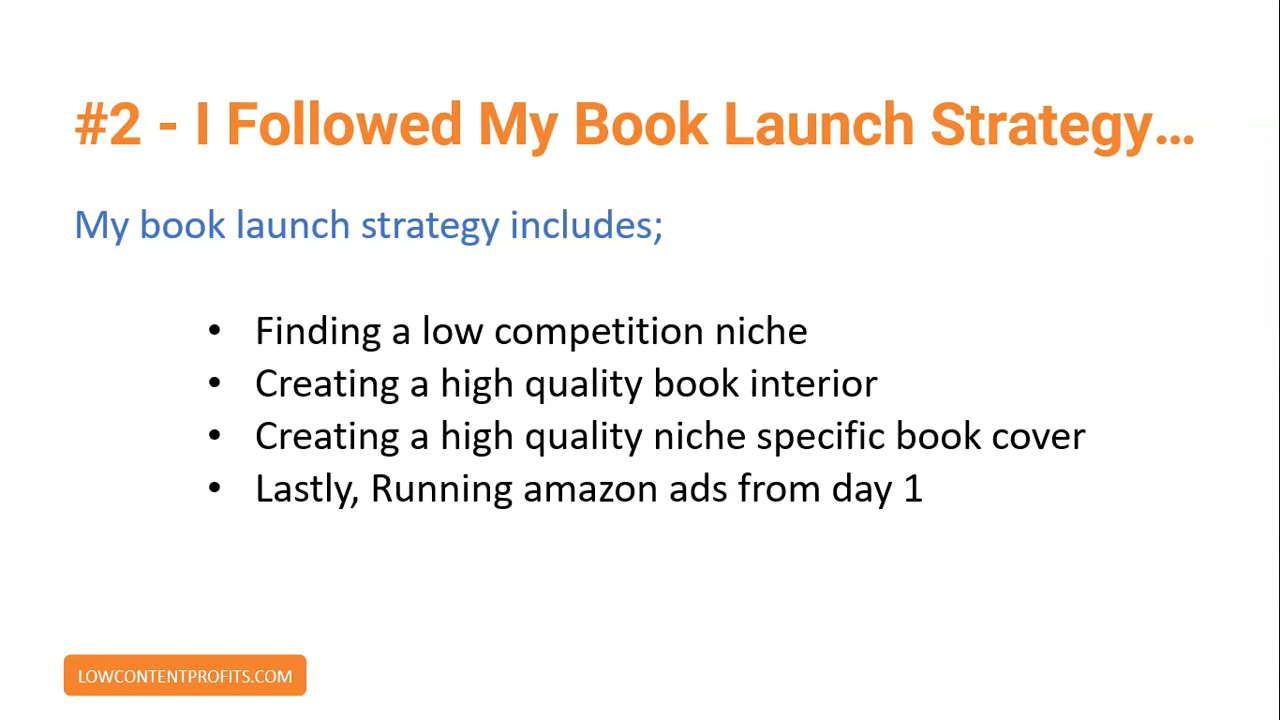 #2 - I Followed My Book Launch Strategy…
My book launch strategy includes;
• Finding a low competition niche
• Creating a high quality book interior
• Creating a high quality niche specific book cover
• Lastly, Running amazon ads from day 1
LOWCONTENTPROFITS.COM